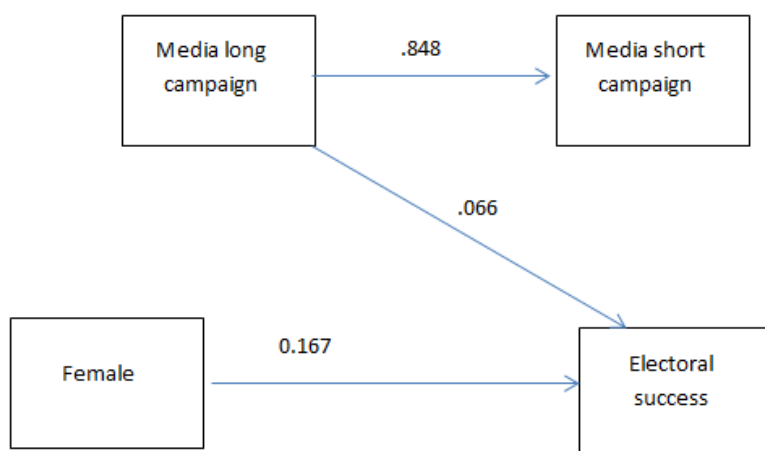 Media long
campaign
.848
Media short
campaign
.066
Female
0.167
Electoral
success